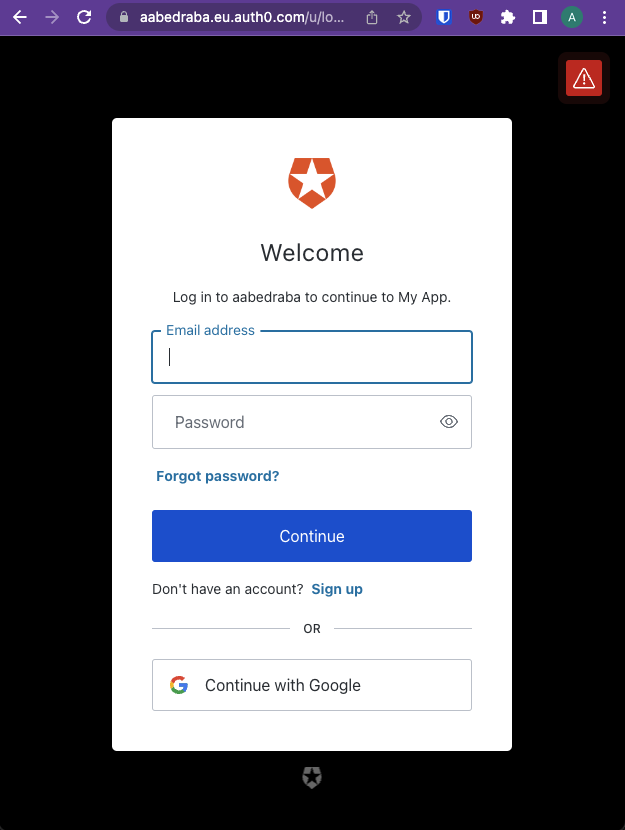 aabedraba.eu.auth0.com/u/lo...
A
Welcome
Log in to aabedraba to continue to My App.
Email address
Password
Forgot password?
Continue
Don't have an account? Sign up
OR
Continue with Google